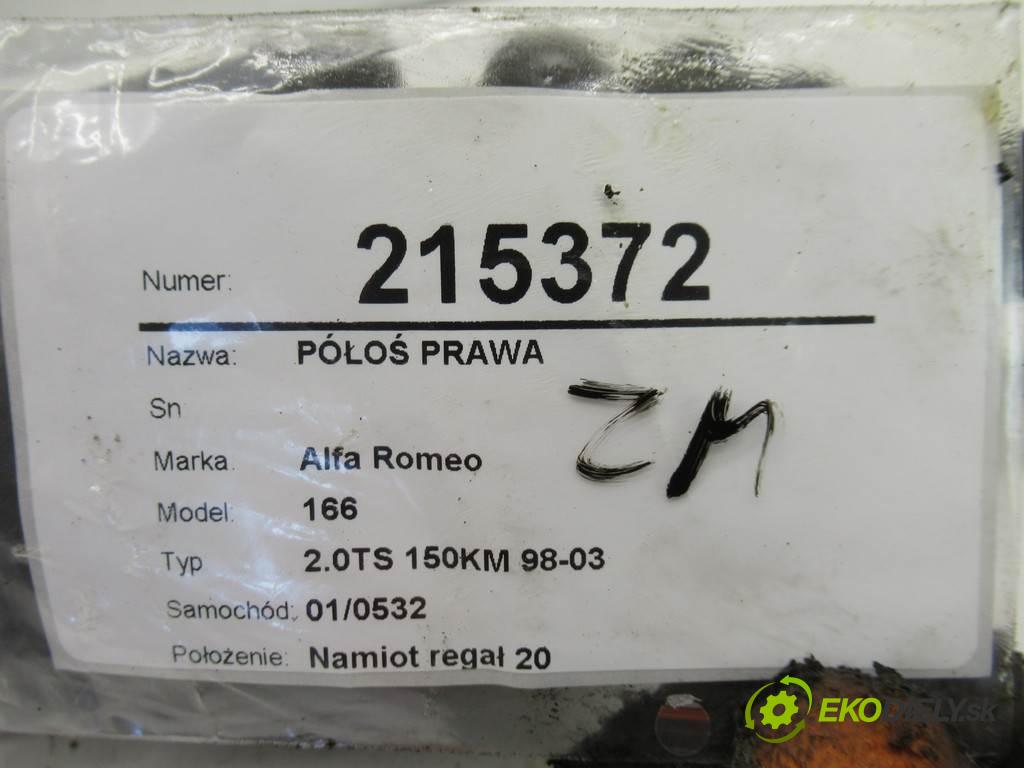 Numer: 215372
Nazwa: PÓŁOŚ PRAWA
Sn
Marka: Alfa Romeo
Model: 166
Typ 2.0TS 150KM 98-03
Samochód: 01/0532
Położenie: Namiot regał 20
ZM
EKODIELY.sk